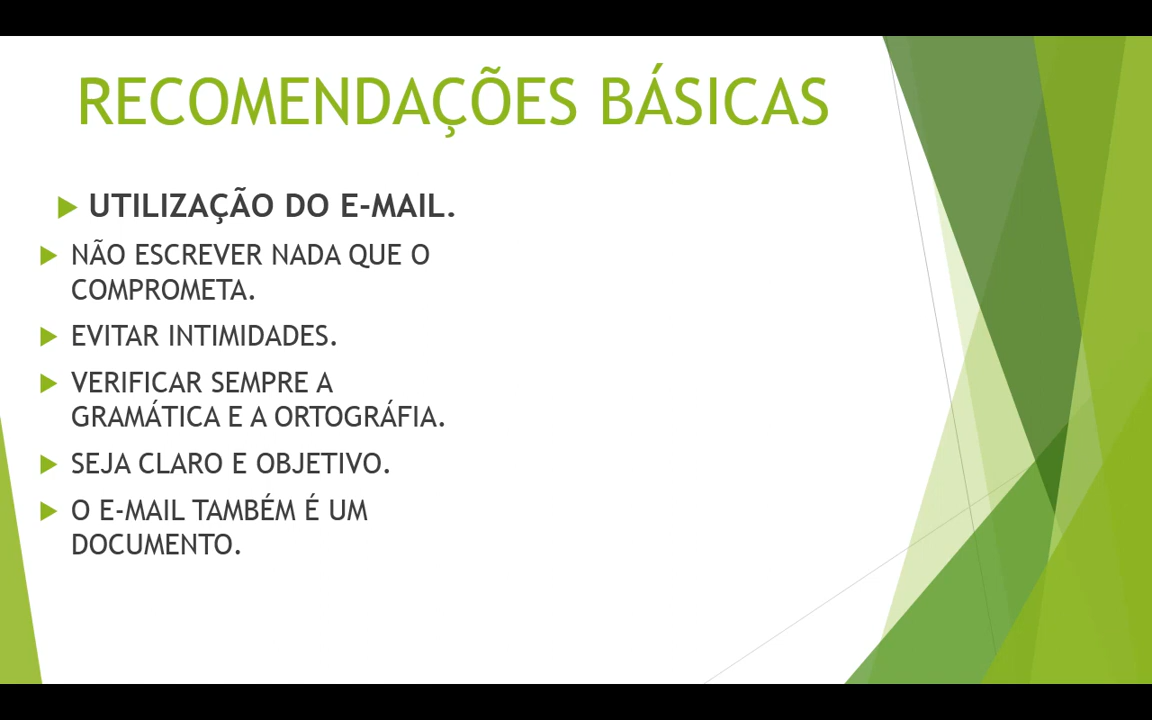 RECOMENDAÇÕES BÁSICAS
UTILIZAÇÃO DO E-MAIL.
NÃO ESCREVER NADA QUE O
COMPROMETA.
EVITAR INTIMIDADES.
VERIFICAR SEMPRE A
GRAMÁTICA E A ORTOGRÁFIA.
SEJA CLARO E OBJETIVO.
O E-MAIL TAMBÉM É UM
DOCUMENTO.